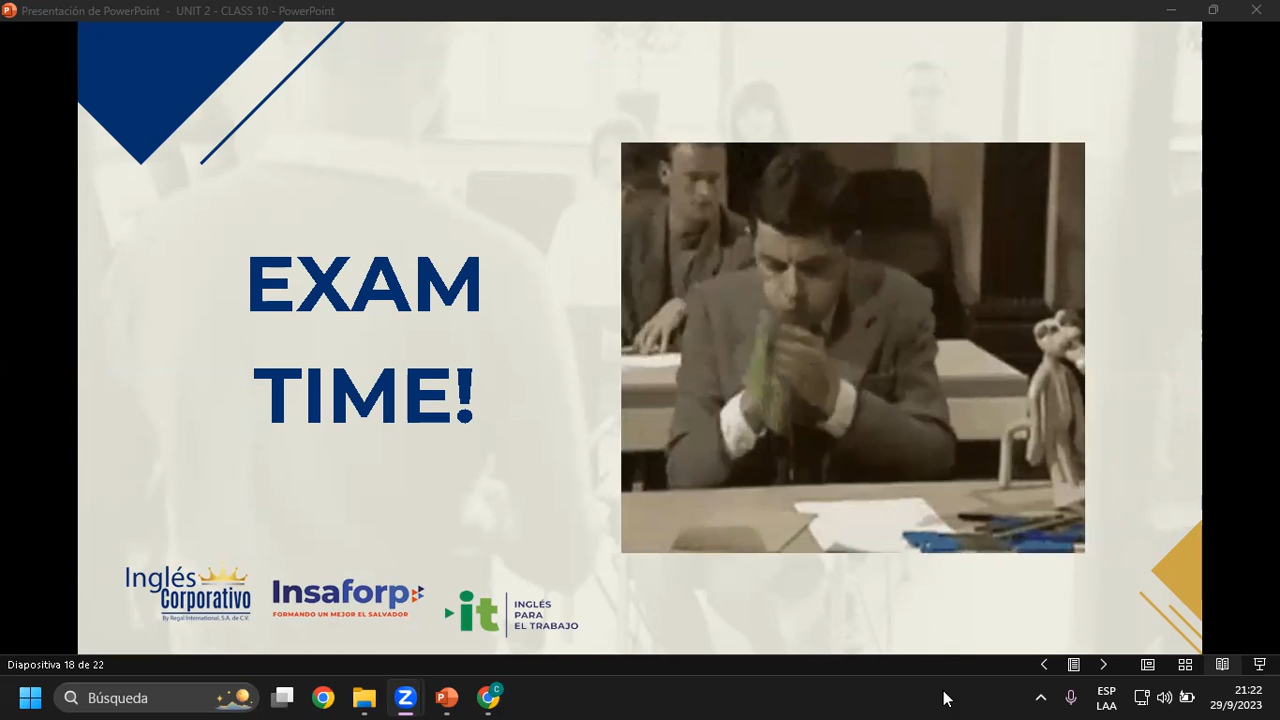 Presentación de PowerPoint - UNIT 2 - CLASS 10 - PowerPoint
EXAM
TIME!
Inglés
Corporativo
By Regal International, S.A. de C.V.
Insaforp
FORMANDO UN MEJOR EL SALVADOR
it
INGLÉS
PARA
EL TRABAJO
Diapositiva 18 de 22
Búsqueda
C
ESP
LAA
21:22
29/9/2023